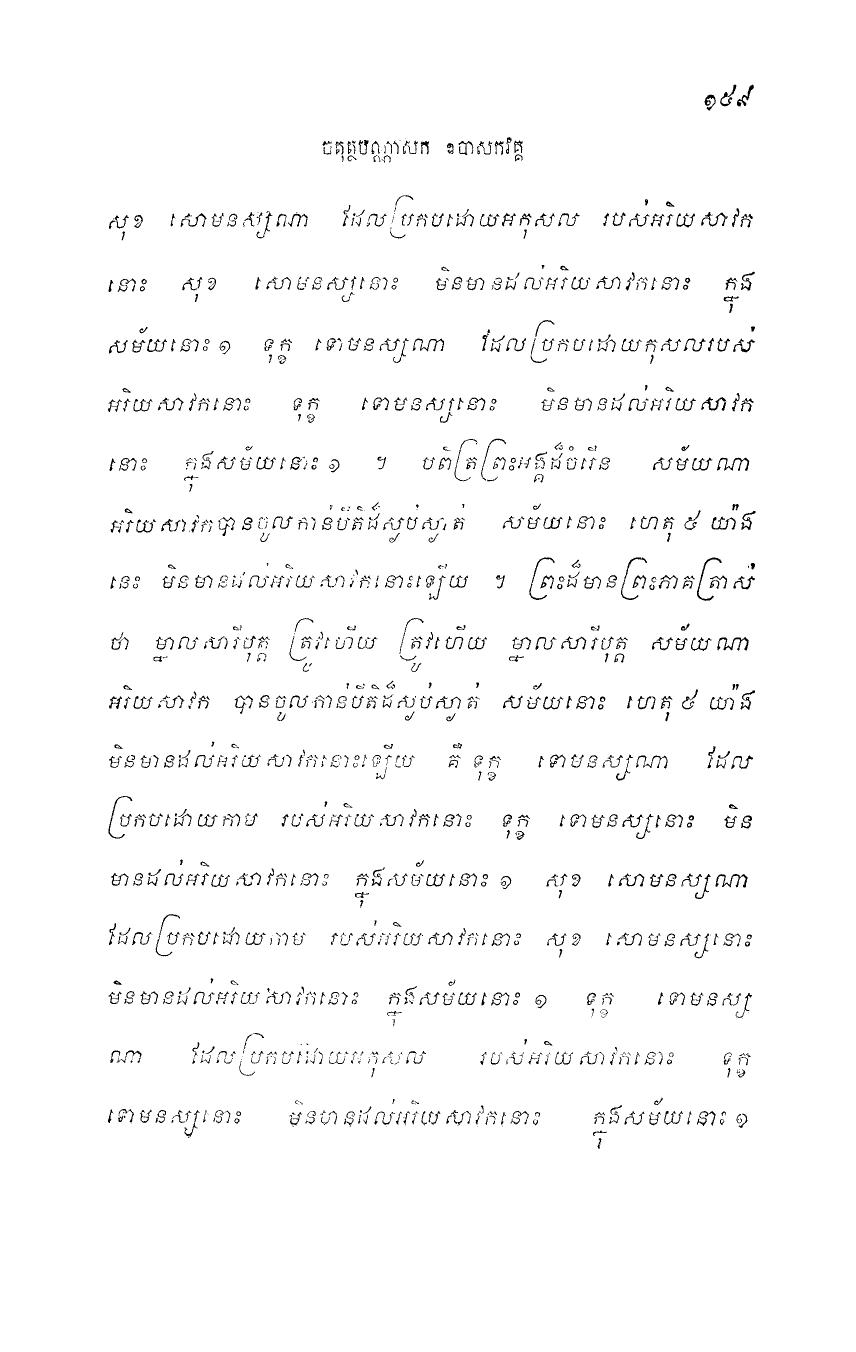 ១៥៩
ចតុត្ថបណ្ណាសក ឧបាសកវគ្គ
សុខ សោមនស្សណា ដែលប្រកបដោយអកុសល របស់អរិយសាវក
នោះ សុខ សោមនស្សនោះ មិនមានដល់អរិយសាវកនោះ ក្នុង
សម័យនោះ ១ ទុក្ខ ទោមនស្សណា ដែលប្រកបដោយកុសលរបស់
អរិយសាវកនោះ ទុក្ខ ទោមនស្សនោះ មិនមានដល់អរិយសាវក
នោះ ក្នុងសម័យនោះ ១ ។ បពិត្រព្រះអង្គដ៏ចំរើន សម័យណា
អរិយសាវកបានចូលកាន់បីតិដ៏ស្ងប់ស្ងាត់ សម័យនោះ ហេតុ ៥ យ៉ាង
នេះ មិនមានដល់អរិយសាវកនោះឡើយ ។ ព្រះដ៏មានព្រះភាគត្រាស់
ថា ម្នាលសារីបុត្ត ត្រូវហើយ ត្រូវហើយ ម្នាលសារីបុត្ត សម័យណា
អរិយសាវក បានចូលកាន់បីតិដ៏ស្ងប់ស្ងាត់ សម័យនោះ ហេតុ ៥ យ៉ាង
មិនមានដល់អរិយសាវកនោះឡើយ គឺ ទុក្ខ ទោមនស្សណា ដែល
ប្រកបដោយកាម របស់អរិយសាវកនោះ ទុក្ខ ទោមនស្សនោះ មិន
មានដល់អរិយសាវកនោះ ក្នុងសម័យនោះ ១ សុខ សោមនស្សណា
ដែលប្រកបដោយកាម របស់អរិយសាវកនោះ សុខ សោមនស្សនោះ
មិនមានដល់អរិយសាវកនោះ ក្នុងសម័យនោះ ១ ទុក្ខ ទោមនស្ស
ណា ដែលប្រកបដោយអកុសល របស់អរិយសាវកនោះ ទុក្ខ
ទោមនស្សនោះ មិនមានដល់អរិយសាវកនោះ ក្នុងសម័យនោះ ១